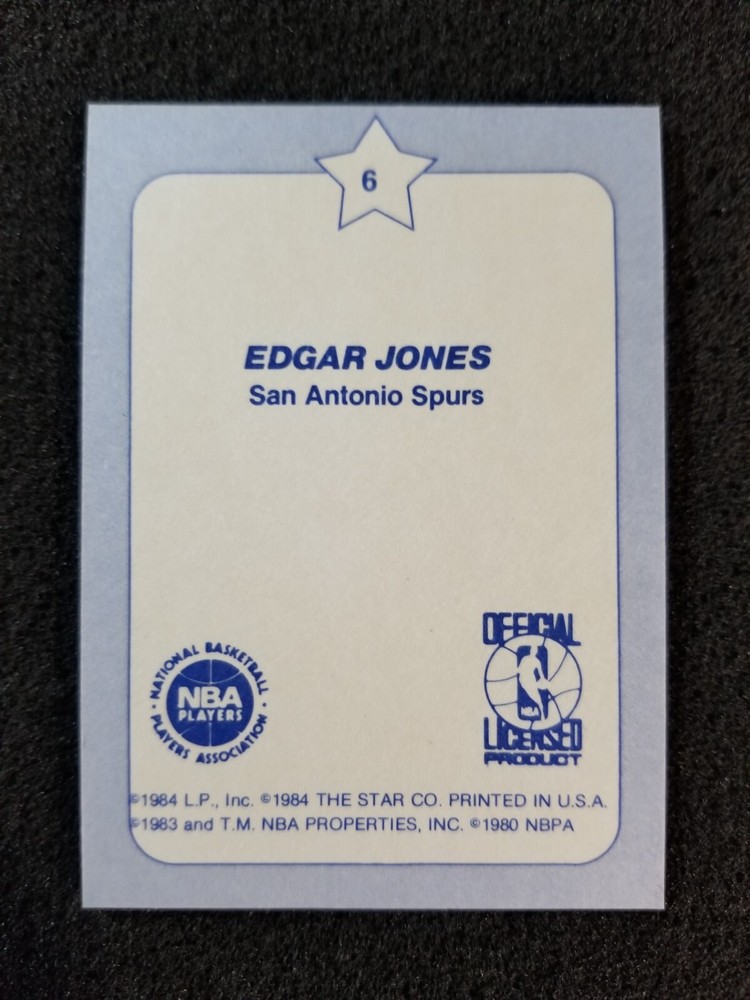 6
EDGAR JONES
San Antonio Spurs
NATIONAL BASKETBALL
NBA
PLAYERS
PLAYERS ASSOCIATION
OFFICIAL
NBA
LICENSED
PRODUCT
©1984 L.P., Inc. ©1984 THE STAR CO. PRINTED IN U.S.A.
©1983 and T.M. NBA PROPERTIES, INC. ©1980 NBPA